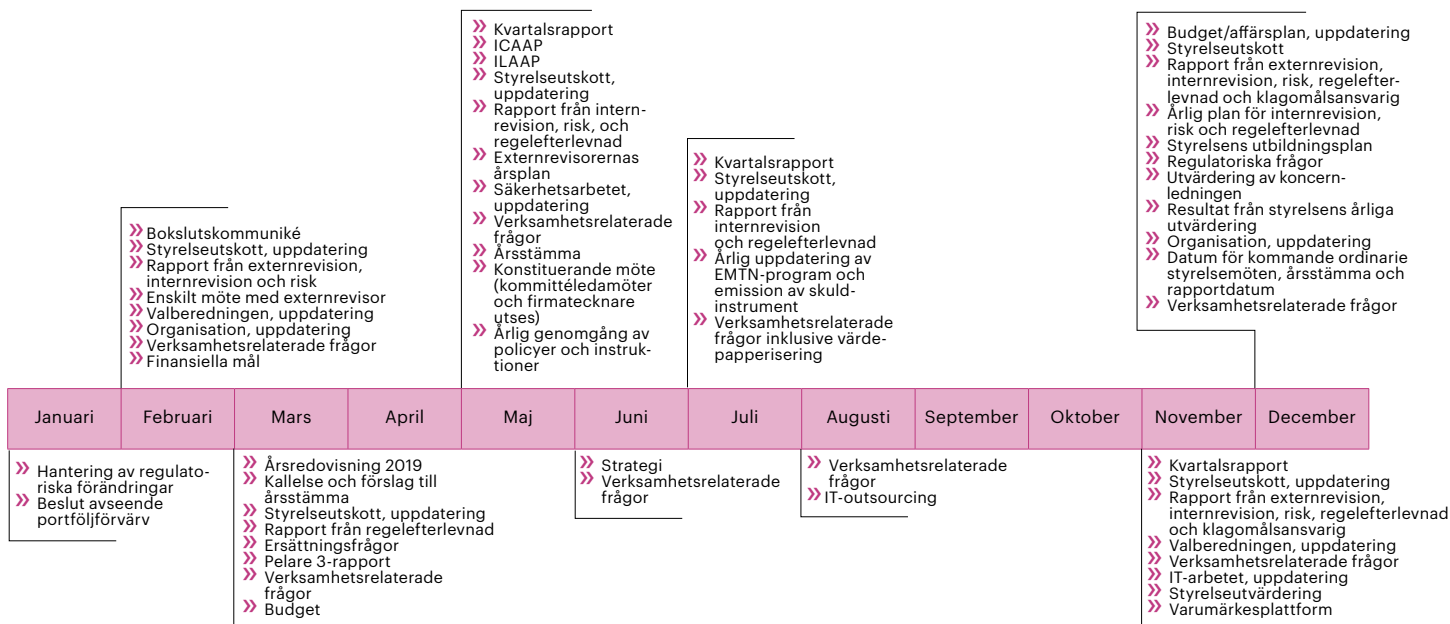 » Bokslutskommuniké
» Styrelseutskott, uppdatering
» Rapport från externrevision,
internrevision och risk
» Enskilt möte med externrevisor
» Valberedningen, uppdatering
» Organisation, uppdatering
» Verksamhetsrelaterade frågor
» Finansiella mål
» Kvartalsrapport
» ICAAP
» ILAAP
» Styrelseutskott,
uppdatering
» Rapport från intern-
revision, risk, och
regelefterlevnad
» Externrevisorernas
årsplan
» Säkerhetsarbetet,
uppdatering
» Verksamhetsrelaterade
frågor
» Årsstämma
» Konstituerande möte
(kommittéledamöter
och firmatecknare
utses)
» Årlig genomgång av
policyer och instruk-
tioner
» Kvartalsrapport
» Styrelseutskott,
uppdatering
» Rapport från
internrevision
och regelefterlevnad
» Årlig uppdatering av
EMTN-program och
emission av skuld-
instrument
» Verksamhetsrelaterade
frågor inklusive värde-
papperisering
» Budget/affärsplan, uppdatering
» Styrelseutskott
» Rapport från externrevision,
internrevision, risk, regelefter-
levnad och klagomålsansvarig
» Årlig plan för internrevision,
risk och regelefterlevnad
» Styrelsens utbildningsplan
» Regulatoriska frågor
» Utvärdering av koncern-
ledningen
» Resultat från styrelsens årliga
utvärdering
» Organisation, uppdatering
» Datum för kommande ordinarie
styrelsemöten, årsstämma och
rapportdatum
» Verksamhetsrelaterade frågor
Januari Februari Mars April Maj Juni Juli Augusti September Oktober November December
» Hantering av regulato-
riska förändringar
» Beslut avseende
portföljförvärv
» Årsredovisning 2019
» Kallelse och förslag till
årsstämma
» Styrelseutskott, uppdatering
» Rapport från regelefterlevnad
» Ersättningsfrågor
» Pelare 3-rapport
» Verksamhetsrelaterade
frågor
» Budget
» Strategi
» Verksamhetsrelaterade
frågor
» Verksamhetsrelaterade
frågor
» IT-outsourcing
» Kvartalsrapport
» Styrelseutskott, uppdatering
» Rapport från externrevision,
internrevision, risk, regelefterlevnad
och klagomålsansvarig
» Valberedningen, uppdatering
» Verksamhetsrelaterade frågor
» IT-arbetet, uppdatering
» Styrelseutvärdering
» Varumärkesplattform